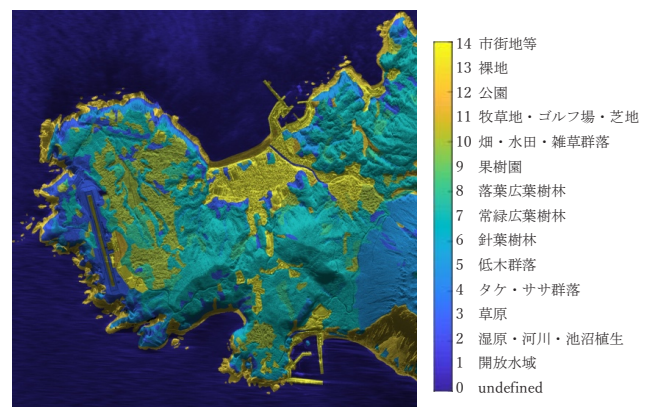 14 市街地等
13 裸地
12 公園
11 牧草地・ゴルフ場・芝地
10 畑・水田・雑草群落
9 果樹園
8 落葉広葉樹林
7 常緑広葉樹林
6 針葉樹林
5 低木群落
4 タケ・ササ群落
3 草原
2 湿原・河川・池沼植生
1 開放水域
0 undefined